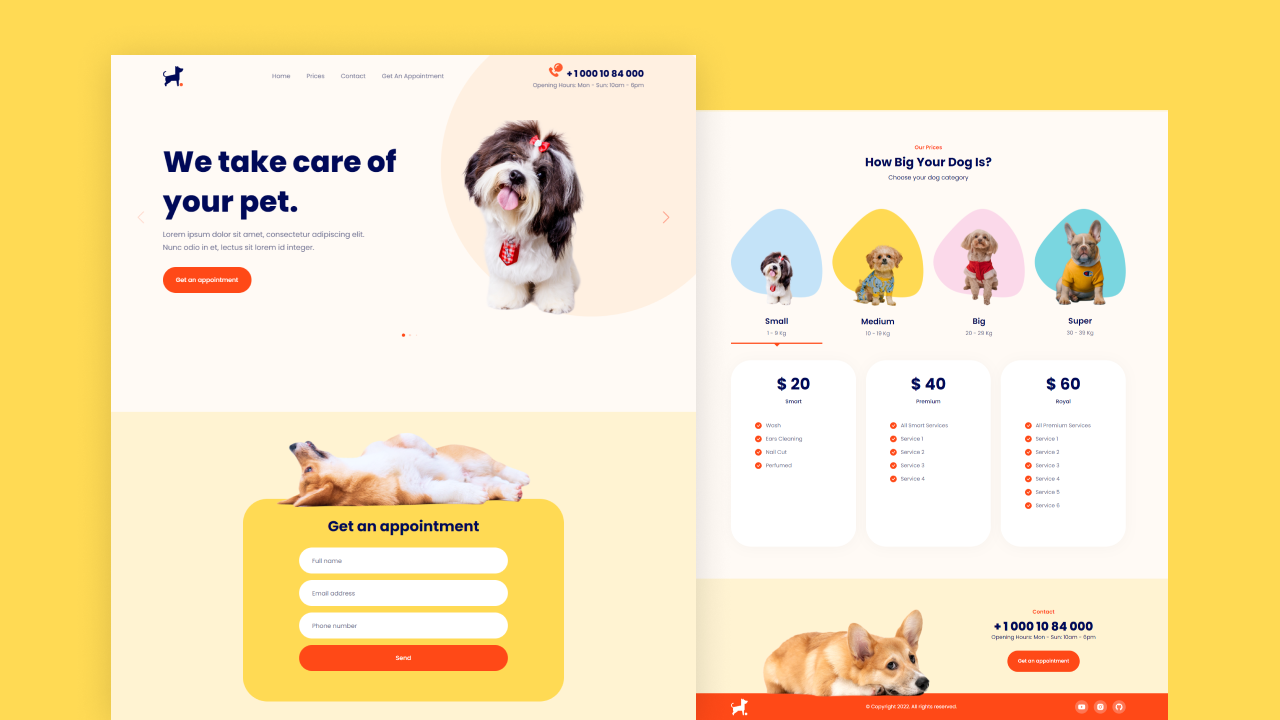 Home Prices Contact Get An Appointment
+ 1 000 10 84 000
Opening Hours: Mon - Sun: 10am - 6pm
We take care of
your pet.
Lorem ipsum dolor sit amet, consectetur adipiscing elit.
Nunc odio in et, lectus sit lorem id integer.
Get an appointment
Get an appointment
Full name
Email address
Phone number
Send
Our Prices
How Big Your Dog Is?
Choose your dog category
Small
1 - 9 Kg
Medium
10 - 19 Kg
Big
20 - 29 Kg
Super
30 - 39 Kg
$ 20
Smart
Wash
Ears Cleaning
Nail Cut
Perfumed
$ 40
Premium
All Smart Services
Service 1
Service 2
Service 3
Service 4
$ 60
Royal
All Premium Services
Service 1
Service 2
Service 3
Service 4
Service 5
Service 6
Contact
+ 1 000 10 84 000
Opening Hours: Mon - Sun: 10am - 6pm
Get an appointment
© Copyright 2022. All rights reserved.